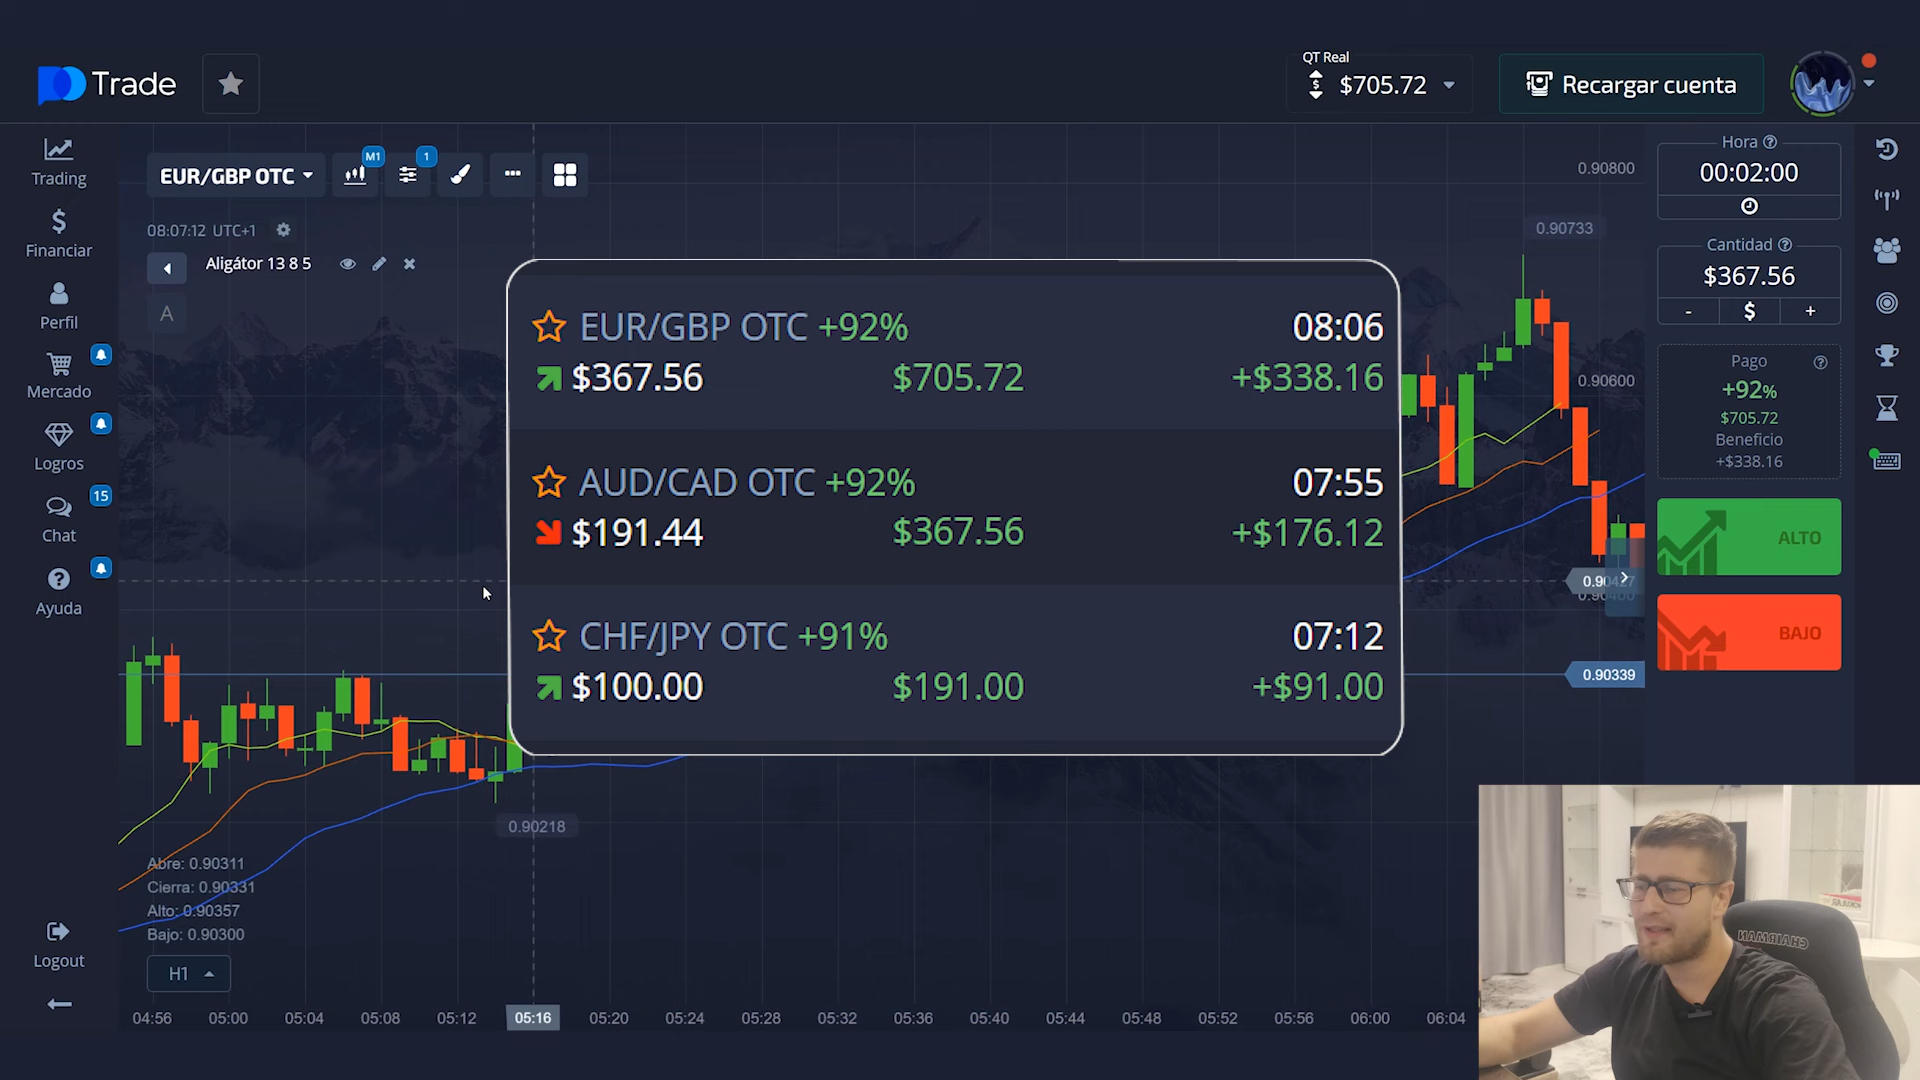 Trade
QT Real
$705.72
Recargar cuenta
Trading
Financiar
Perfil
Mercado
Logros
15
Chat
Ayuda
Logout
EUR/GBP OTC
M1
1
08:07:12 UTC+1
Aligátor 13 8 5
A
EUR/GBP OTC +92% 08:06
$367.56 $705.72 +$338.16
AUD/CAD OTC +92% 07:55
$191.44 $367.56 +$176.12
CHF/JPY OTC +91% 07:12
$100.00 $191.00 +$91.00
0.90800
0.90733
0.90600
0.90427
0.90400
0.90339
0.90218
Abre: 0.90311
Cierra: 0.90331
Alto: 0.90357
Bajo: 0.90300
H1
04:56 05:00 05:04 05:08 05:12 05:16 05:20 05:24 05:28 05:32 05:36 05:40 05:44 05:48 05:52 05:56 06:00 06:04
Hora
00:02:00
Cantidad
$367.56
- $ +
Pago
+92%
$705.72
Beneficio
+$338.16
ALTO
BAJO
CHAIRMAN